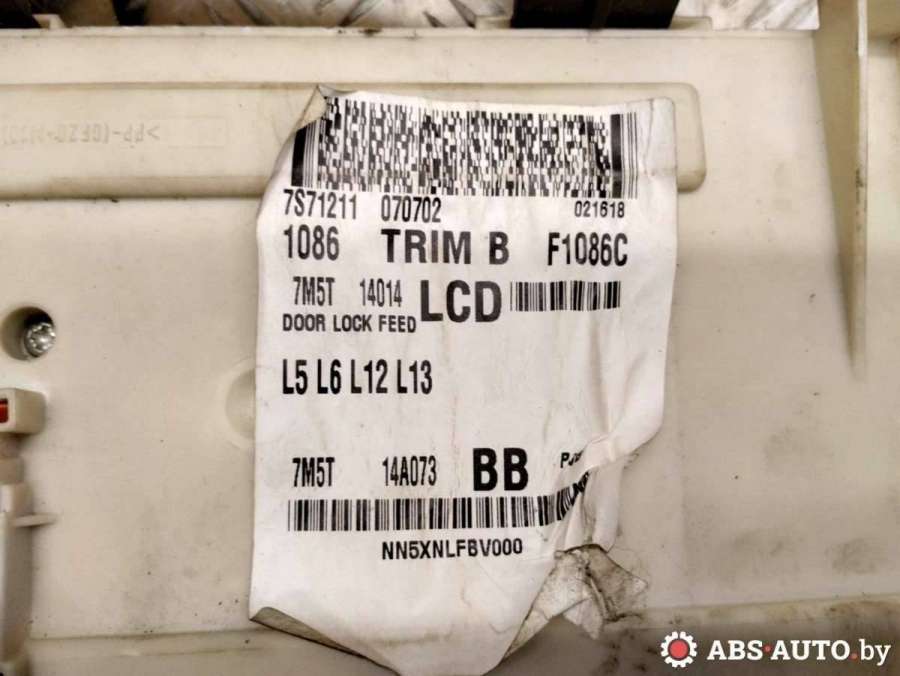 7S71211 070702 021618
1086 TRIM B F1086C
7M5T 14014 LCD
DOOR LOCK FEED
L5 L6 L12 L13
7M5T 14A073 BB
NN5XNLFBV000
ABS-AUTO.by